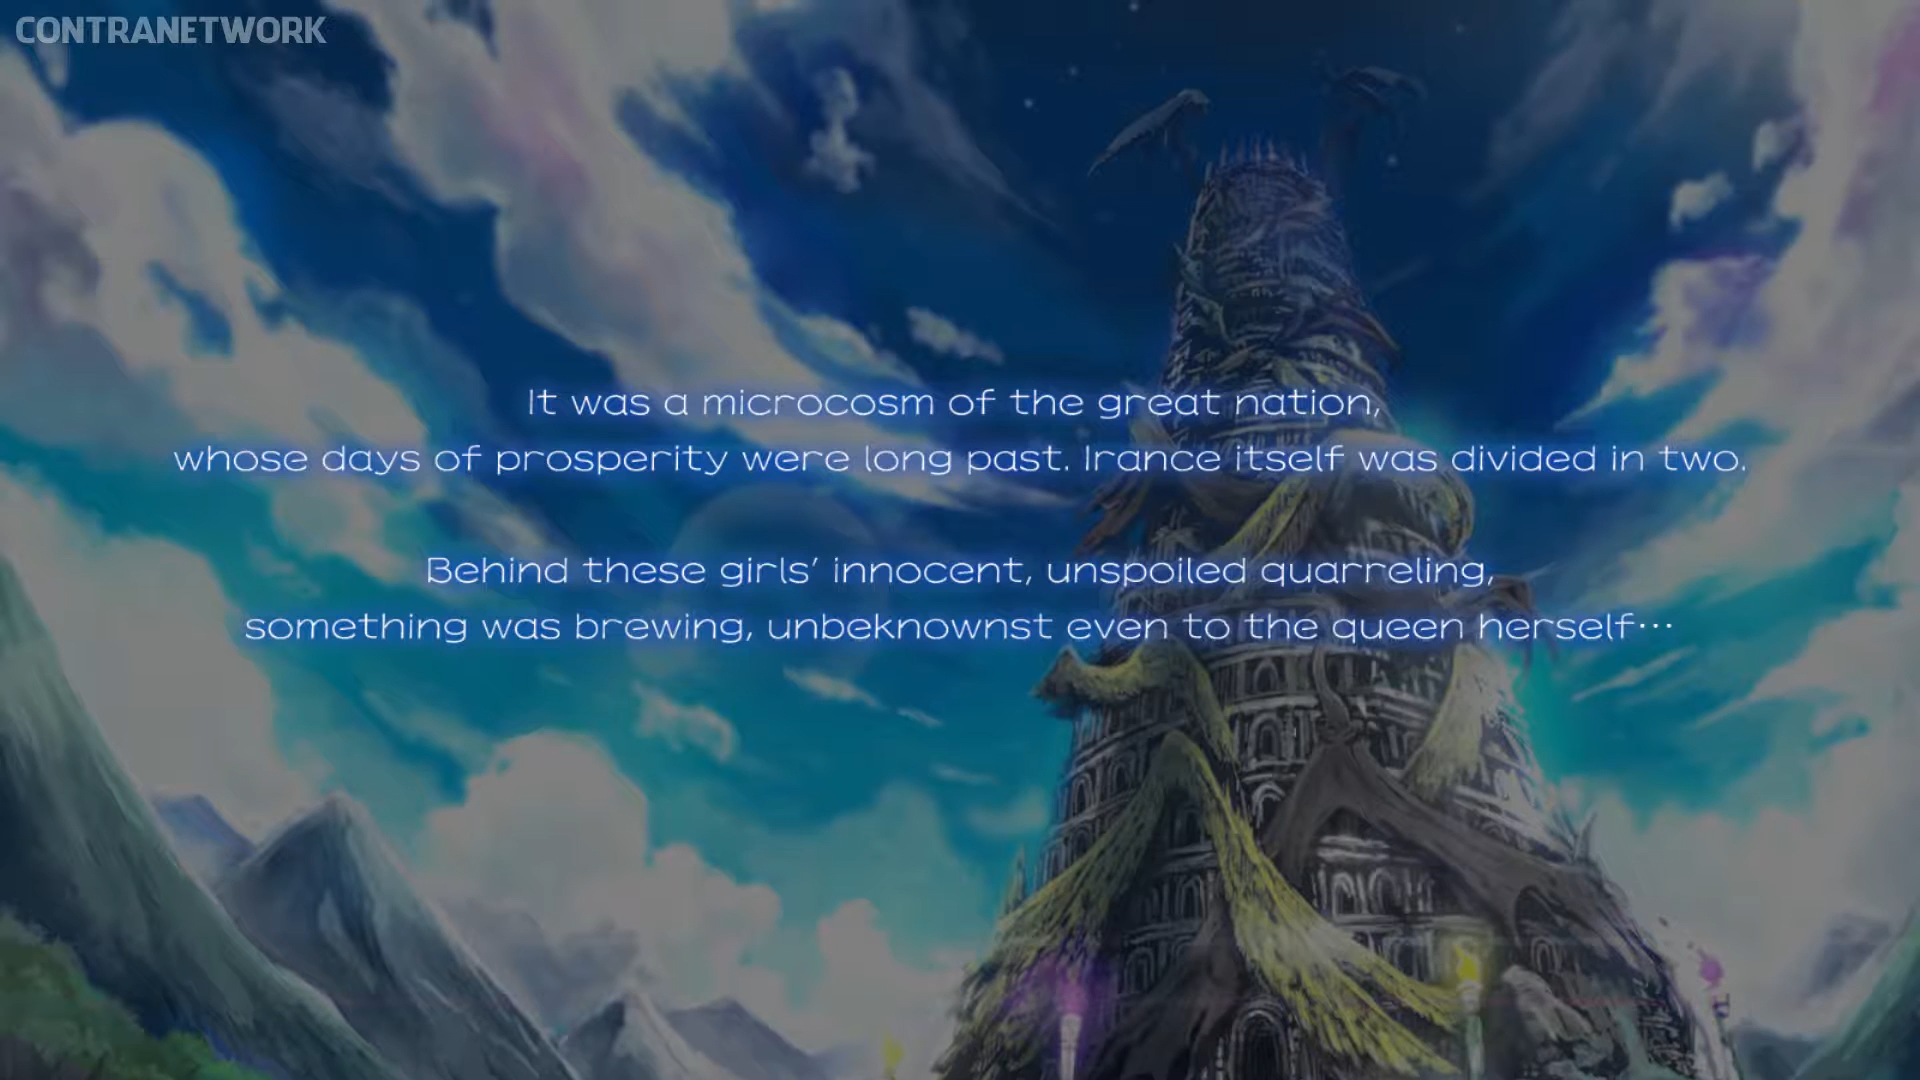 CONTRANETWORK
It was a microcosm of the great nation,
whose days of prosperity were long past. Irance itself was divided in two.
Behind these girls’ innocent, unspoiled quarreling,
something was brewing, unbeknownst even to the queen herself…